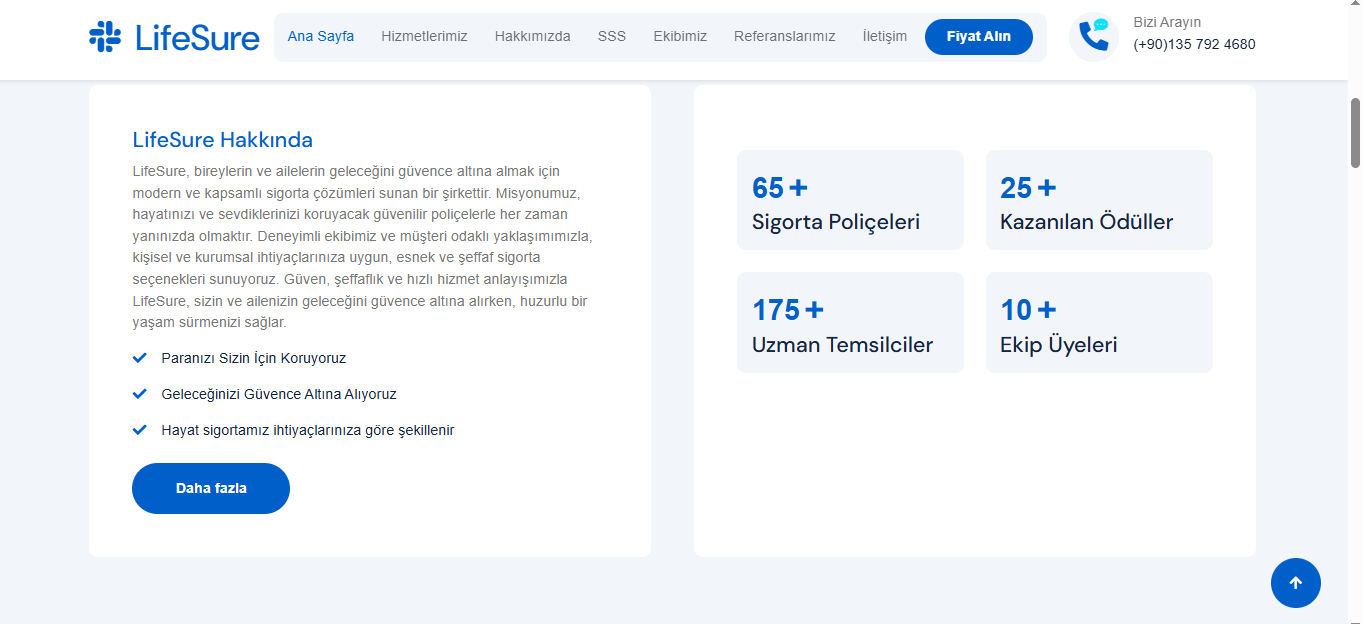 LifeSure
Ana Sayfa
Hizmetlerimiz
Hakkımızda
SSS
Ekibimiz
Referanslarımız
İletişim
Fiyat Alın
Bizi Arayın
(+90)135 792 4680
LifeSure Hakkında
LifeSure, bireylerin ve ailelerin geleceğini güvence altına almak için
modern ve kapsamlı sigorta çözümleri sunan bir şirkettir. Misyonumuz,
hayatınızı ve sevdiklerinizi koruyacak güvenilir poliçelerle her zaman
yanınızda olmaktır. Deneyimli ekibimiz ve müşteri odaklı yaklaşımımızla,
kişisel ve kurumsal ihtiyaçlarınıza uygun, esnek ve şeffaf sigorta
seçenekleri sunuyoruz. Güven, şeffaflık ve hızlı hizmet anlayışımızla
LifeSure, sizin ve ailenizin geleceğini güvence altına alırken, huzurlu bir
yaşam sürmenizi sağlar.
Paranızı Sizin İçin Koruyoruz
Geleceğinizi Güvence Altına Alıyoruz
Hayat sigortamız ihtiyaçlarınıza göre şekillenir
Daha fazla
65 +
Sigorta Poliçeleri
25 +
Kazanılan Ödüller
175 +
Uzman Temsilciler
10 +
Ekip Üyeleri